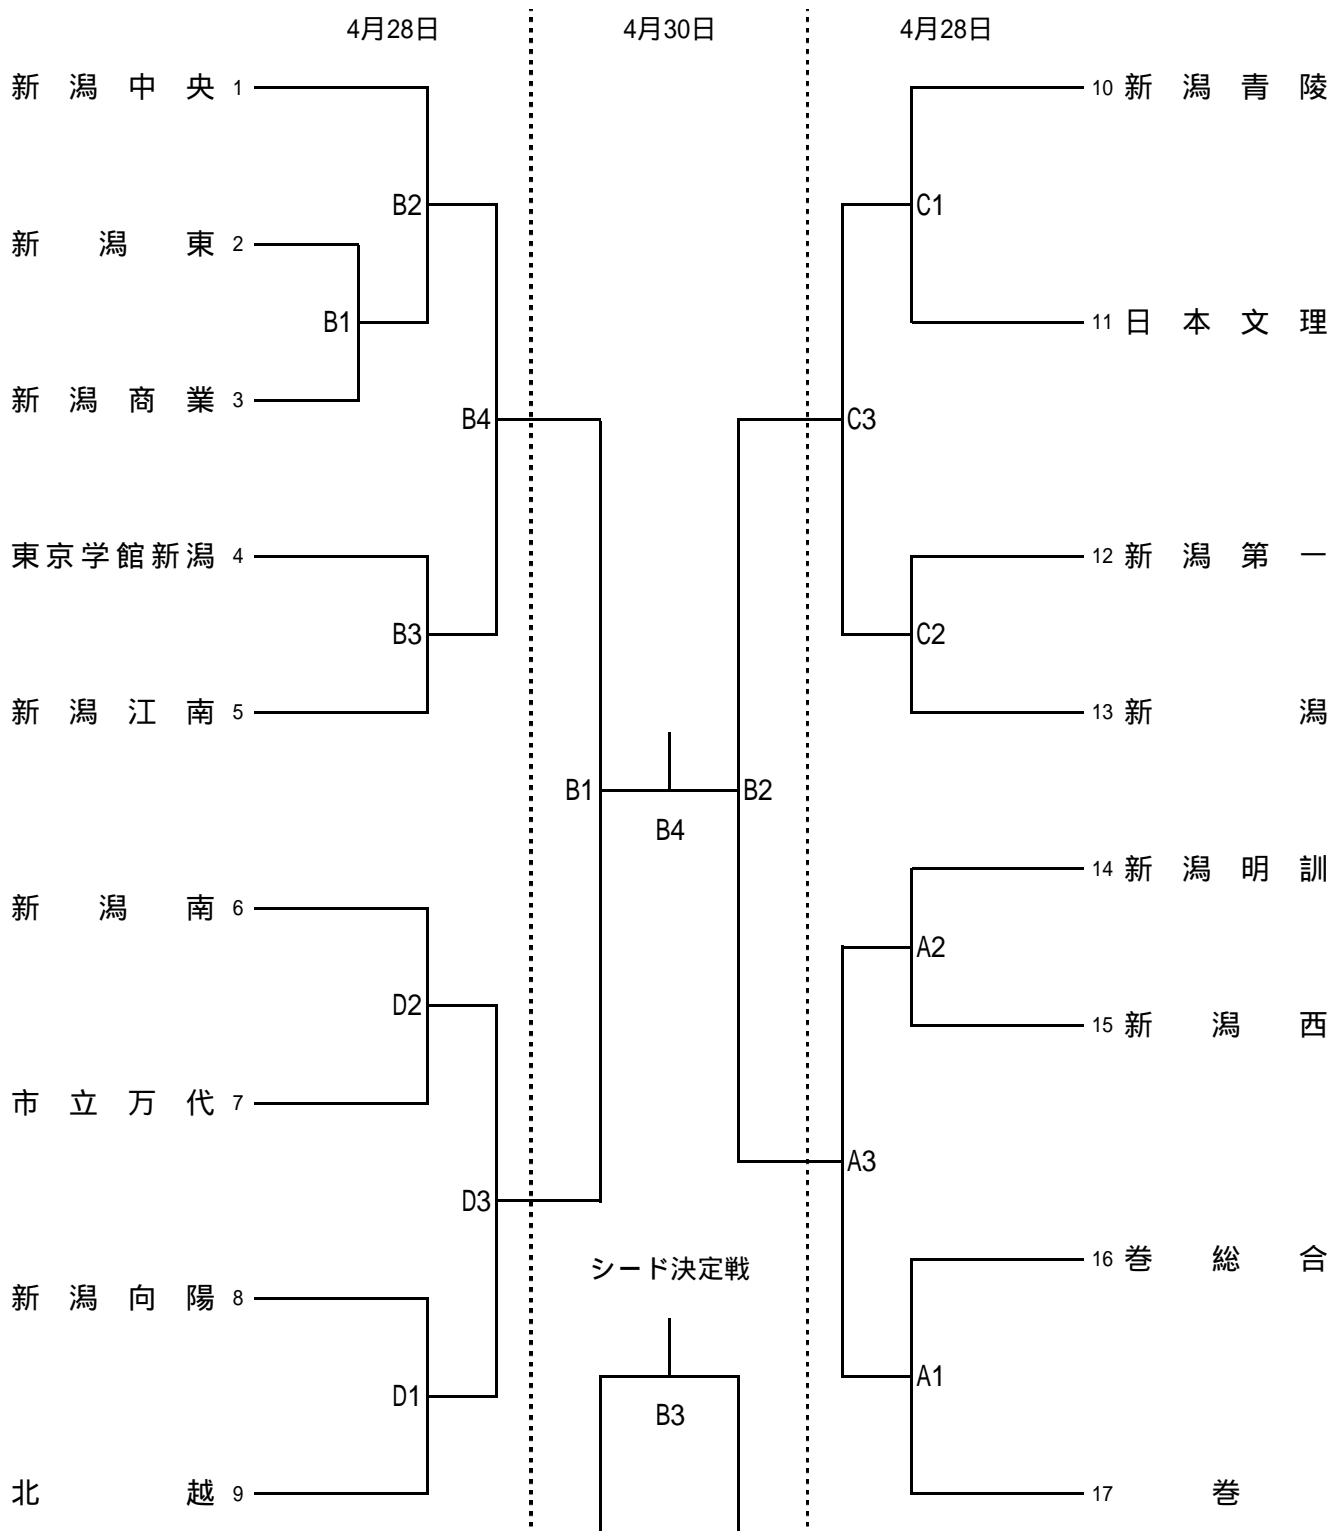 4月28日 4月30日 4月28日
新潟中央 1
10 新潟青陵
B2
C1
新潟東 2
B1
11 日本文理
新潟商業 3
B4
C3
東京学館新潟 4
12 新潟第一
B3
C2
新潟江南 5
13 新潟
B1
B2
B4
14 新潟明訓
新潟南 6
A2
D2
15 新潟西
市立万代 7
A3
D3
シード決定戦
16 巻総合
新潟向陽 8
A1
D1
B3
北越 9
17 巻